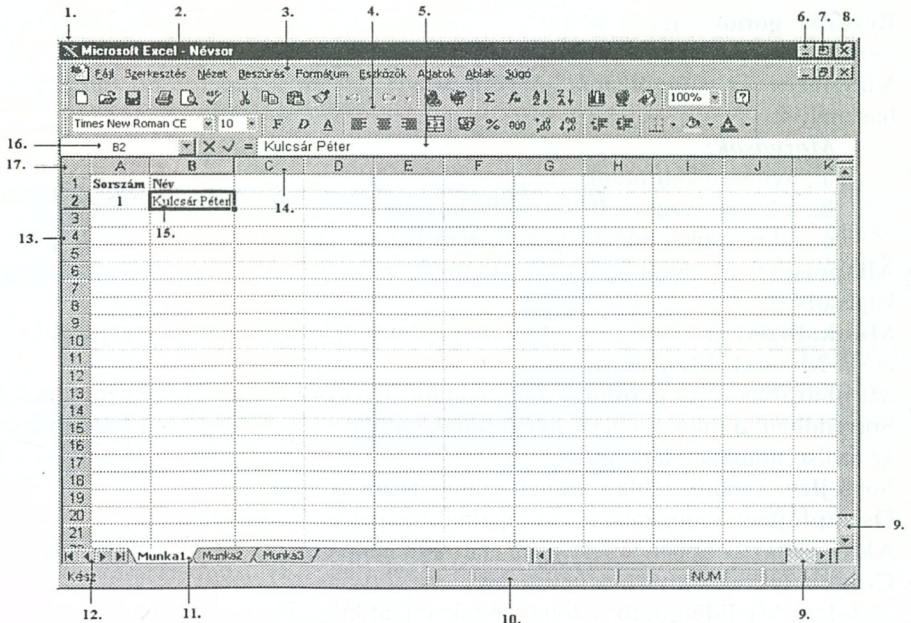 1. 2. 3. 4. 5. 6. 7. 8.
Microsoft Excel - Névsor
Fájl Szerkesztés Nézet Beszúrás Formátum Eszközök Adatok Ablak Súgó
Σ 100%
Times New Roman CE 10 F D A % 000
16. B2 = Kulcsár Péter
17. A B C D E F G H I J K
1 Sorszám Név
2 1 Kulcsár Péter 14.
3
15.
13. 4
5
6
7
8
9
10
11
12
13
14
15
16
17
18
19
20
21
9.
Munka1 Munka2 Munka3
Kész NUM
12. 11. 10. 9.